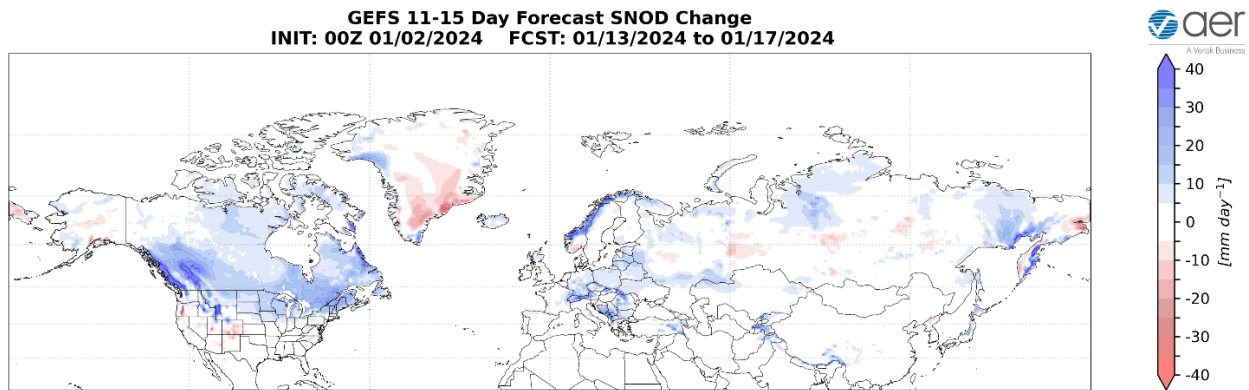 GEFS 11-15 Day Forecast SNOD Change
INIT: 00Z 01/02/2024 FCST: 01/13/2024 to 01/17/2024
aer
A Verisk Business
40
30
20
10
0
-10
-20
-30
-40
[mm day⁻¹]